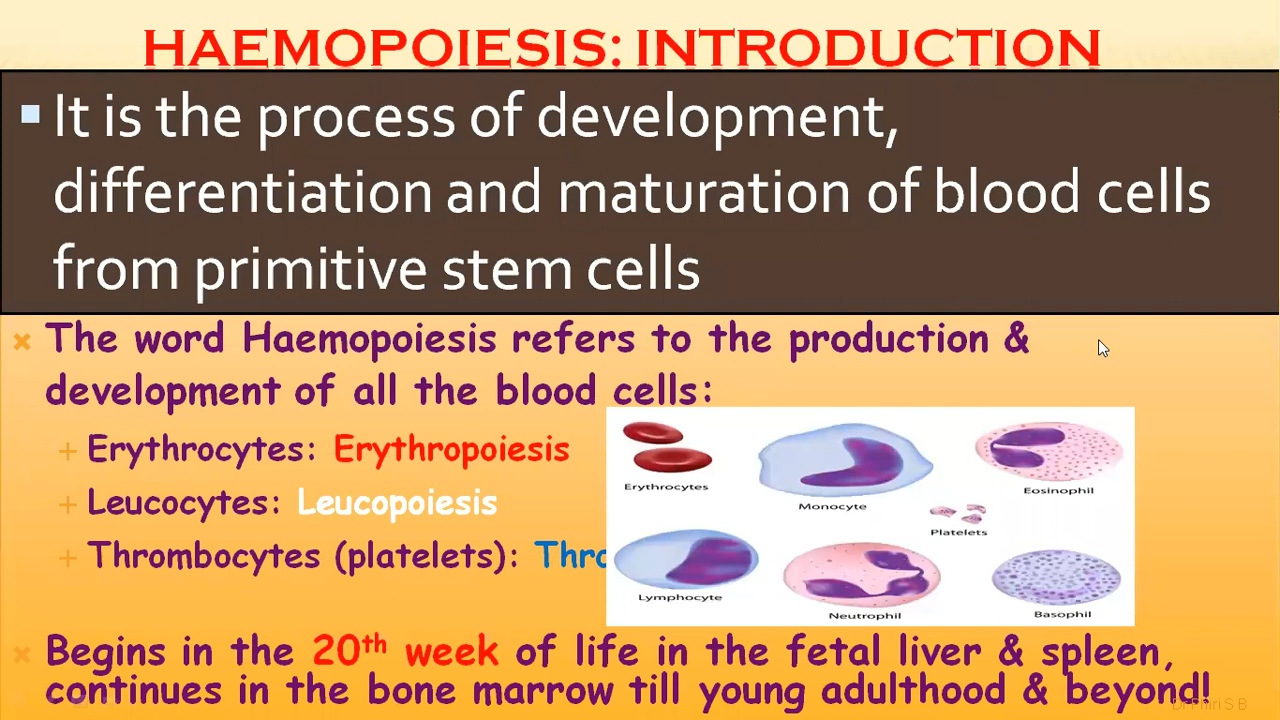 HAEMOPOIESIS: INTRODUCTION
It is the process of development,
differentiation and maturation of blood cells
from primitive stem cells
The word Haemopoiesis refers to the production &
development of all the blood cells:
Erythrocytes: Erythropoiesis
Leucocytes: Leucopoiesis
Thrombocytes (platelets): Thro
Erythrocytes
Monocyte
Eosinophil
Platelets
Lymphocyte
Neutrophil
Basophil
Begins in the 20th week of life in the fetal liver & spleen,
continues in the bone marrow till young adulthood & beyond!
Dr Phiri S B